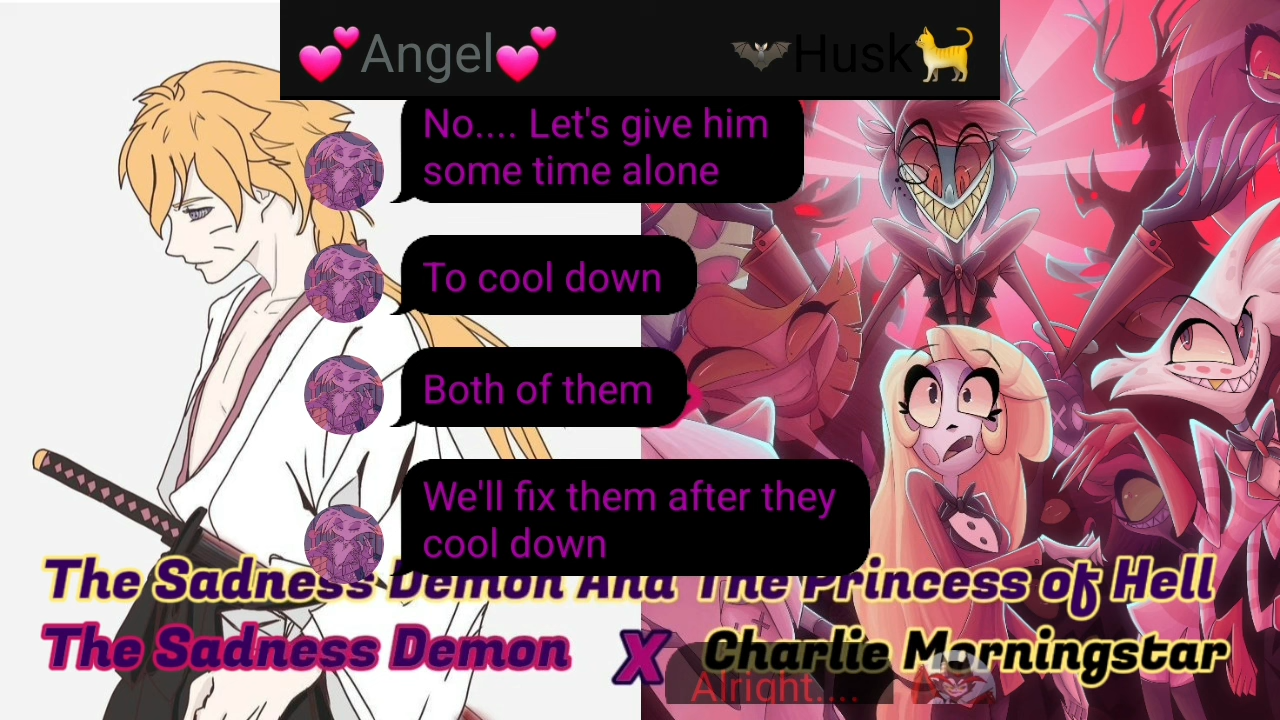 💕Angel💕 🦇Husk🐈
No.... Let's give him
some time alone
To cool down
Both of them
We'll fix them after they
cool down
The Sadness Demon And The Princess of Hell
The Sadness Demon X Charlie Morningstar
Alright.... A